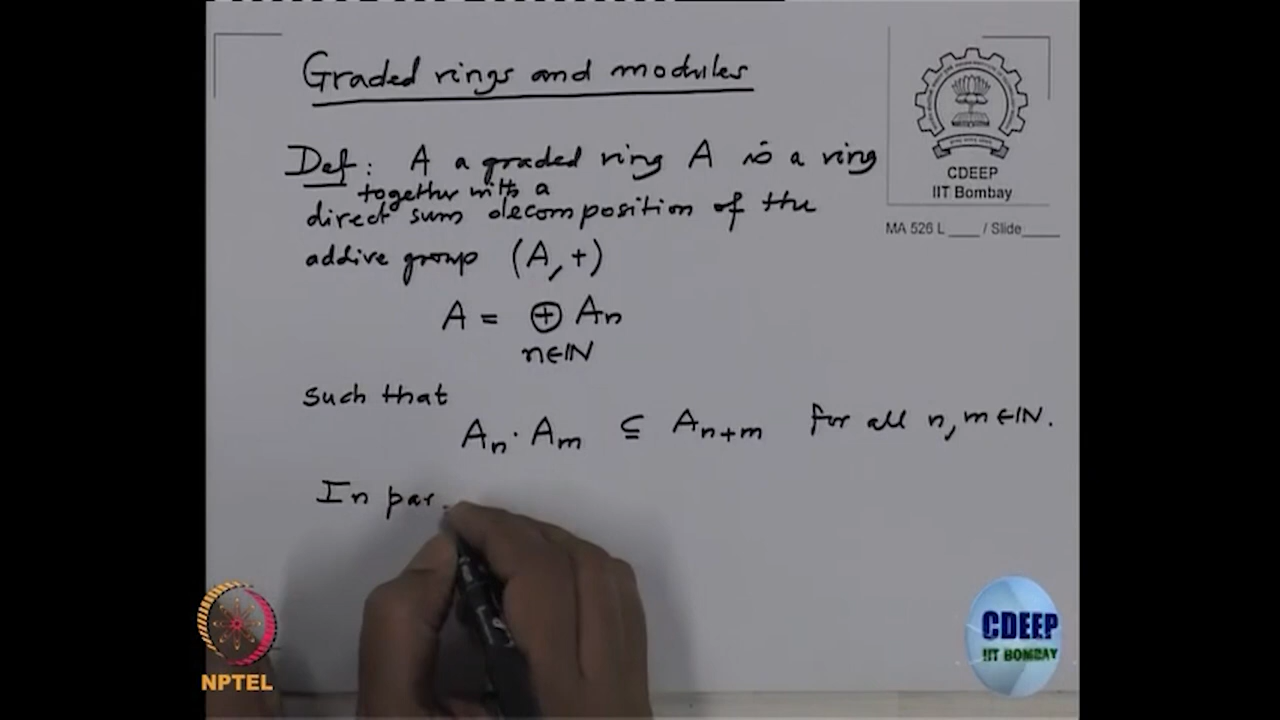 Graded rings and modules
Def: A a graded ring A is a ring
together with a
direct sum decomposition of the
addive group (A, +)
A = ⊕ An
n∈ℕ
such that
An · Am ⊆ An+m for all n, m∈ℕ.
In par
CDEEP
IIT Bombay
MA 526 L ____ / Slide____
NPTEL
CDEEP
IIT BOMBAY